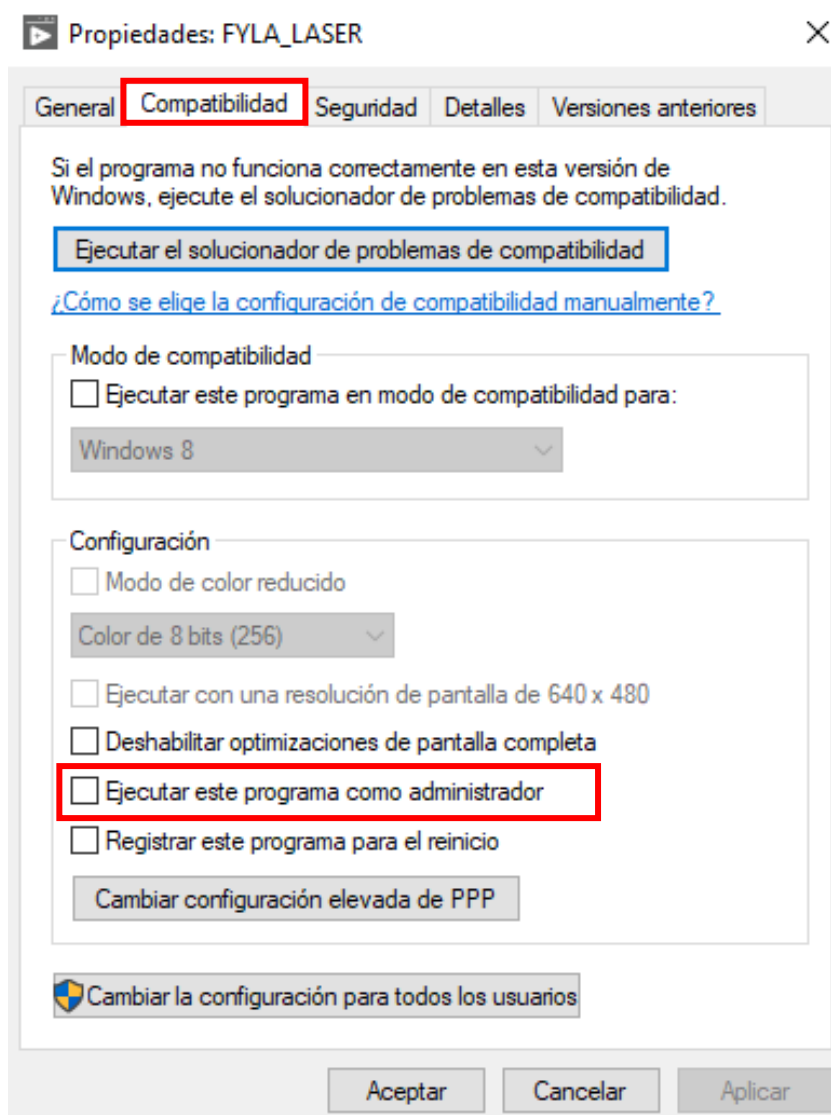 Propiedades: FYLA_LASER
General Compatibilidad Seguridad Detalles Versiones anteriores
Si el programa no funciona correctamente en esta versión de
Windows, ejecute el solucionador de problemas de compatibilidad.
Ejecutar el solucionador de problemas de compatibilidad
¿Cómo se elige la configuración de compatibilidad manualmente?
Modo de compatibilidad
Ejecutar este programa en modo de compatibilidad para:
Windows 8
Configuración
Modo de color reducido
Color de 8 bits (256)
Ejecutar con una resolución de pantalla de 640 x 480
Deshabilitar optimizaciones de pantalla completa
Ejecutar este programa como administrador
Registrar este programa para el reinicio
Cambiar configuración elevada de PPP
Cambiar la configuración para todos los usuarios
Aceptar Cancelar Aplicar